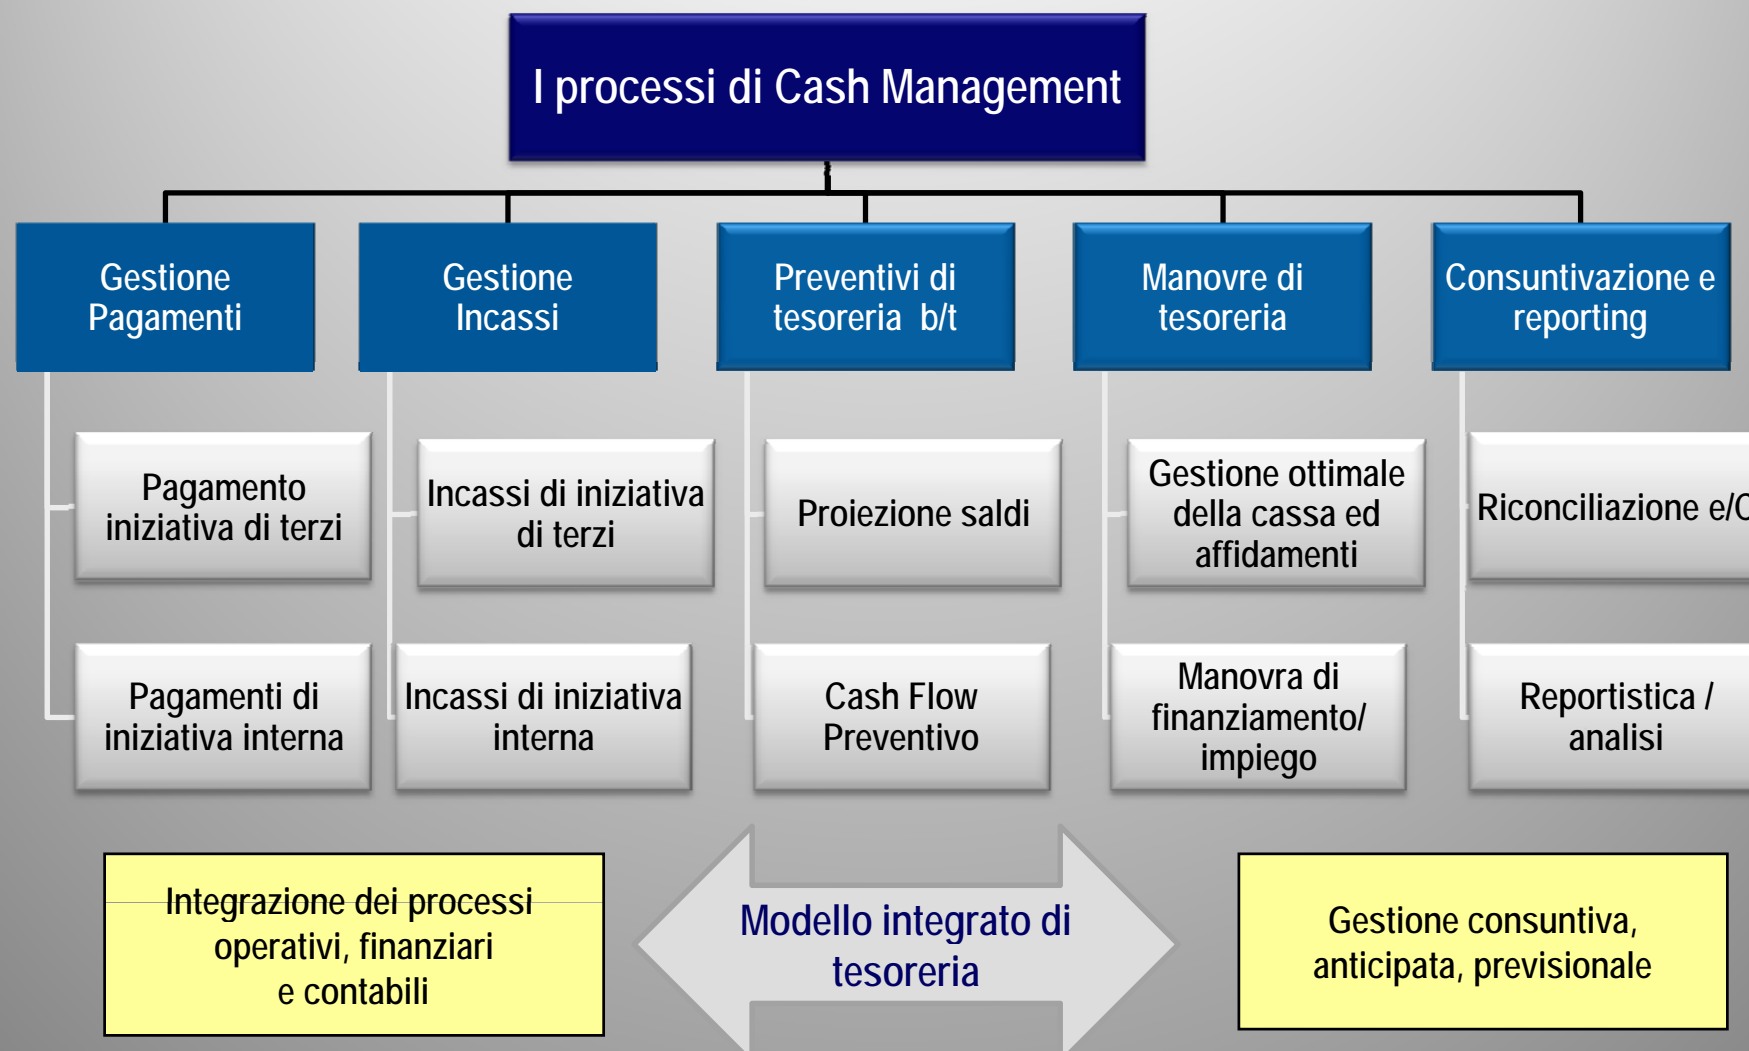 I processi di Cash Management
Gestione
Pagamenti
Gestione
Incassi
Preventivi di
tesoreria b/t
Manovre di
tesoreria
Consuntivazione e
reporting
Pagamento
iniziativa di terzi
Incassi di iniziativa
di terzi
Proiezione saldi
Gestione ottimale
della cassa ed
affidamenti
Riconciliazione e/C
Pagamenti di
iniziativa interna
Incassi di iniziativa
interna
Cash Flow
Preventivo
Manovra di
finanziamento/
impiego
Reportistica /
analisi
Integrazione dei processi
operativi, finanziari
e contabili
Modello integrato di
tesoreria
Gestione consuntiva,
anticipata, previsionale